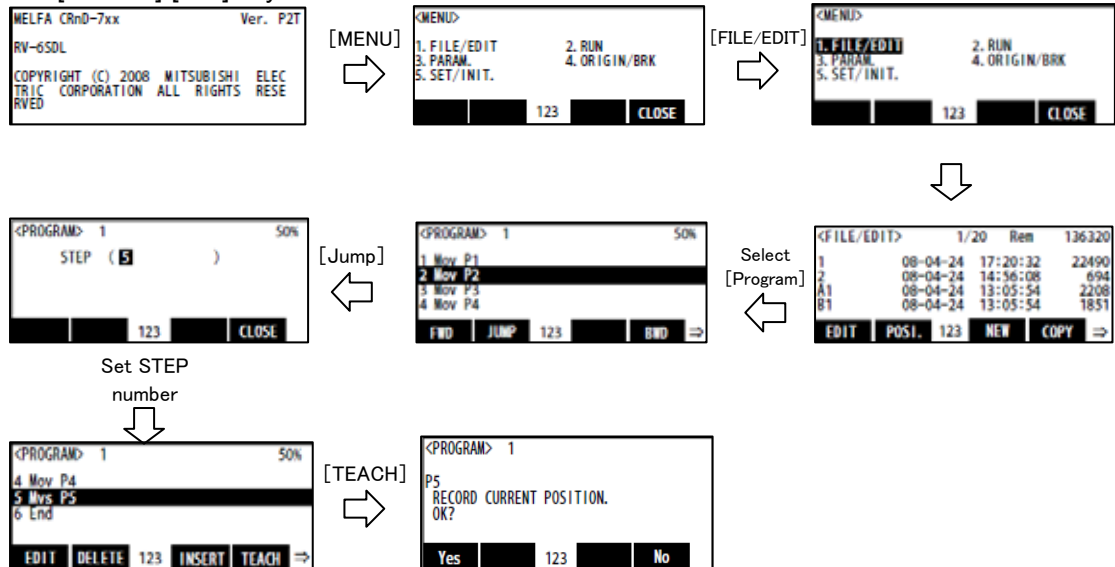 MELFA CRnD-7xx Ver. P2T
RV-6SDL
COPYRIGHT (C) 2008 MITSUBISHI ELEC
TRIC CORPORATION ALL RIGHTS RESE
RVED
[MENU]
<MENU>
1. FILE/EDIT 2. RUN
3. PARAM. 4. ORIGIN/BRK
5. SET/INIT.
123 CLOSE
[FILE/EDIT]
<MENU>
1. FILE/EDIT 2. RUN
3. PARAM. 4. ORIGIN/BRK
5. SET/INIT.
123 CLOSE
<FILE/EDIT> 1/20 Rem 136320
1 08-04-24 17:20:32 22490
2 08-04-24 14:56:08 694
A1 08-04-24 13:05:54 2208
B1 08-04-24 13:05:54 1851
EDIT POSI. 123 NEW COPY ⇒
Select
[Program]
<PROGRAM> 1 50%
1 Mov P1
2 Mov P2
3 Mov P3
4 Mov P4
FWD JUMP 123 BWD ⇒
[Jump]
<PROGRAM> 1 50%
STEP (5 )
123 CLOSE
Set STEP
number
<PROGRAM> 1 50%
4 Mov P4
5 Mvs P5
6 End
EDIT DELETE 123 INSERT TEACH ⇒
[TEACH]
<PROGRAM> 1
P5
RECORD CURRENT POSITION.
OK?
Yes 123 No